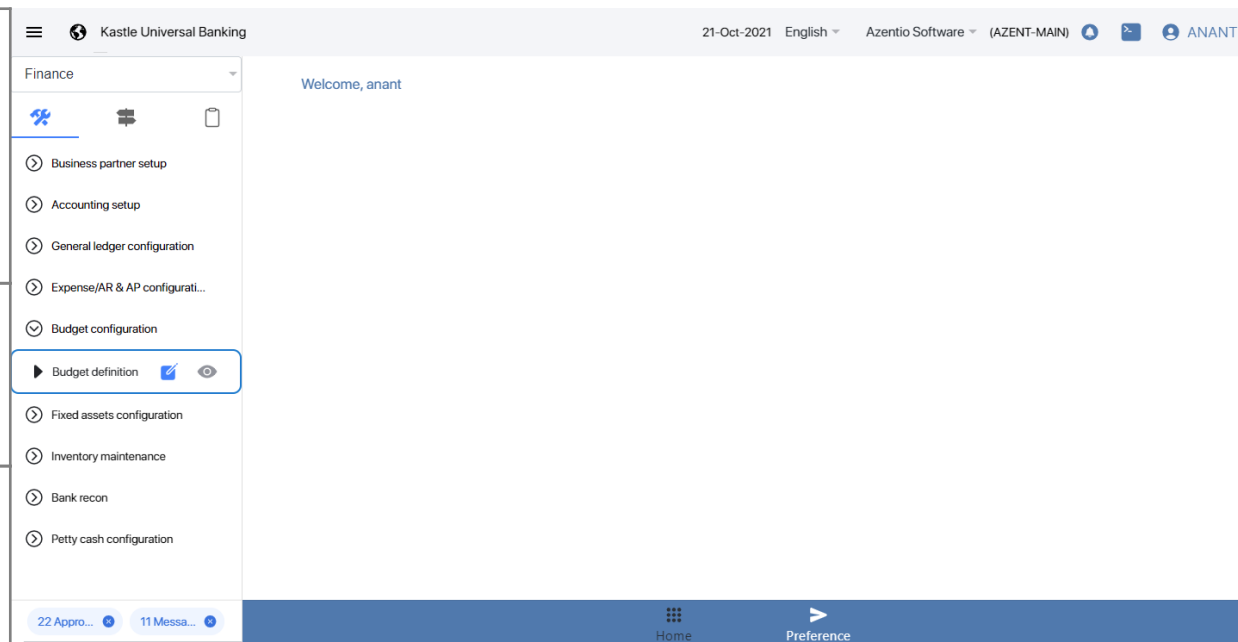 Kastle Universal Banking
21-Oct-2021 English Azentio Software (AZENT-MAIN) ANANT
Finance
Welcome, anant
Business partner setup
Accounting setup
General ledger configuration
Expense/AR & AP configurati...
Budget configuration
Budget definition
Fixed assets configuration
Inventory maintenance
Bank recon
Petty cash configuration
22 Appro... 11 Messa...
Home Preference